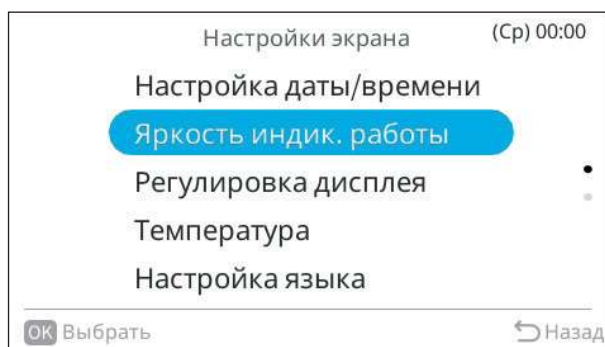 Настройки экрана
(Ср) 00:00
Настройка даты/времени
Яркость индик. работы
Регулировка дисплея
Температура
Настройка языка
OK Выбрать
Назад